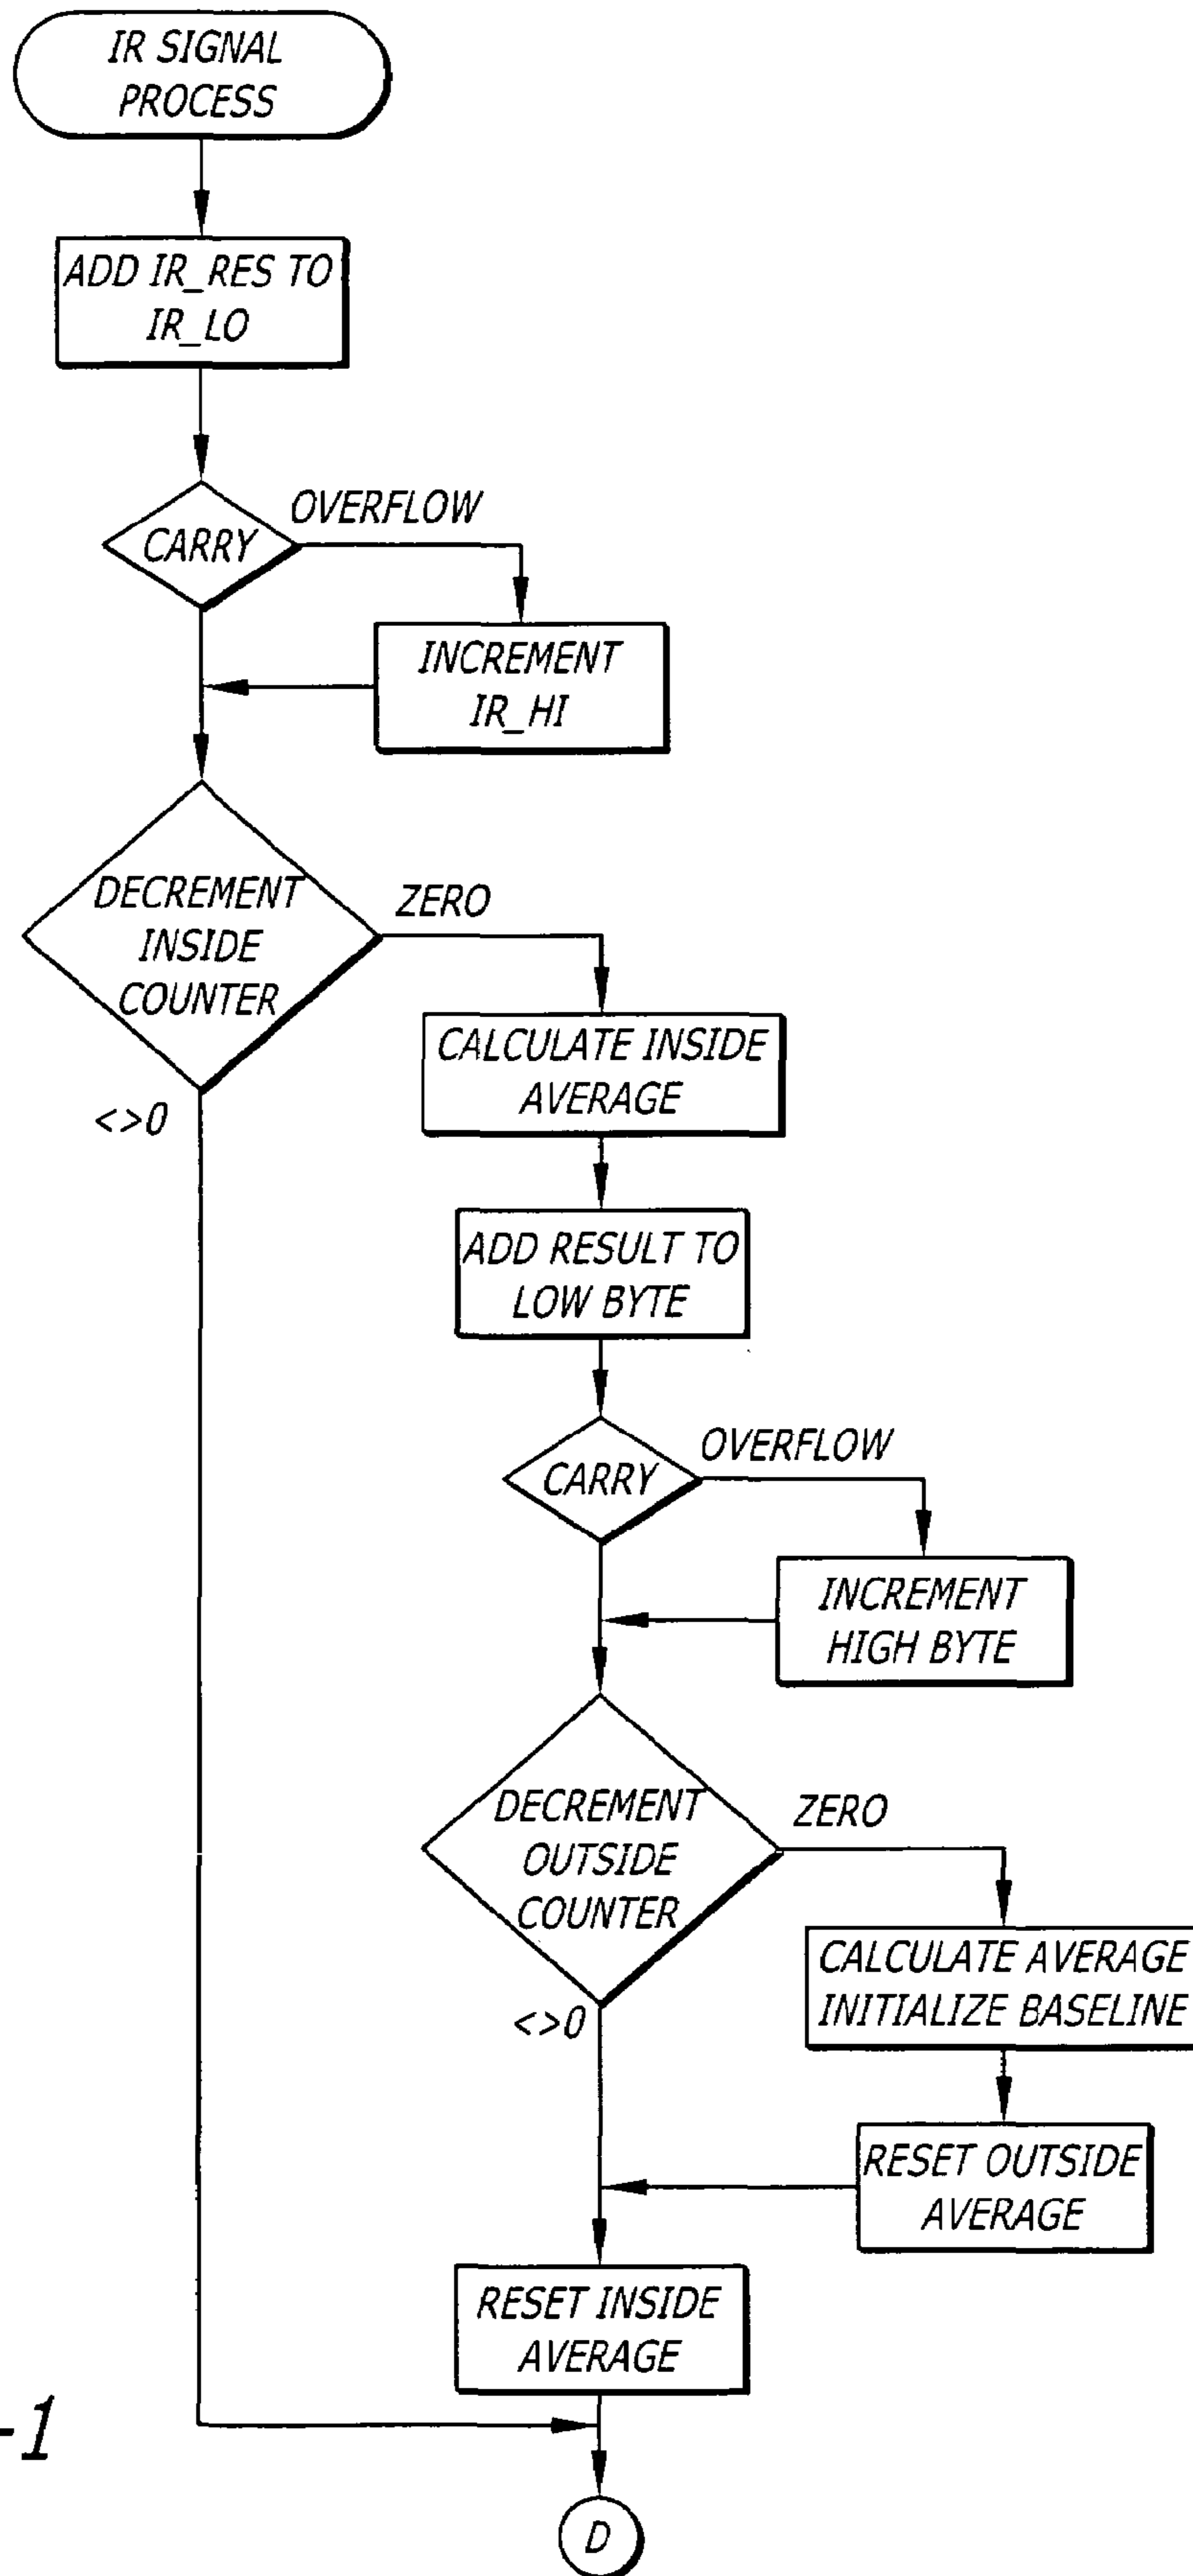 IR SIGNAL
PROCESS
ADD IR_RES TO
IR_LO
CARRY
OVERFLOW
INCREMENT
IR_HI
DECREMENT
INSIDE
COUNTER
ZERO
<>0
CALCULATE INSIDE
AVERAGE
ADD RESULT TO
LOW BYTE
CARRY
OVERFLOW
INCREMENT
HIGH BYTE
DECREMENT
OUTSIDE
COUNTER
ZERO
<>0
CALCULATE AVERAGE
INITIALIZE BASELINE
RESET OUTSIDE
AVERAGE
RESET INSIDE
AVERAGE
-1
D